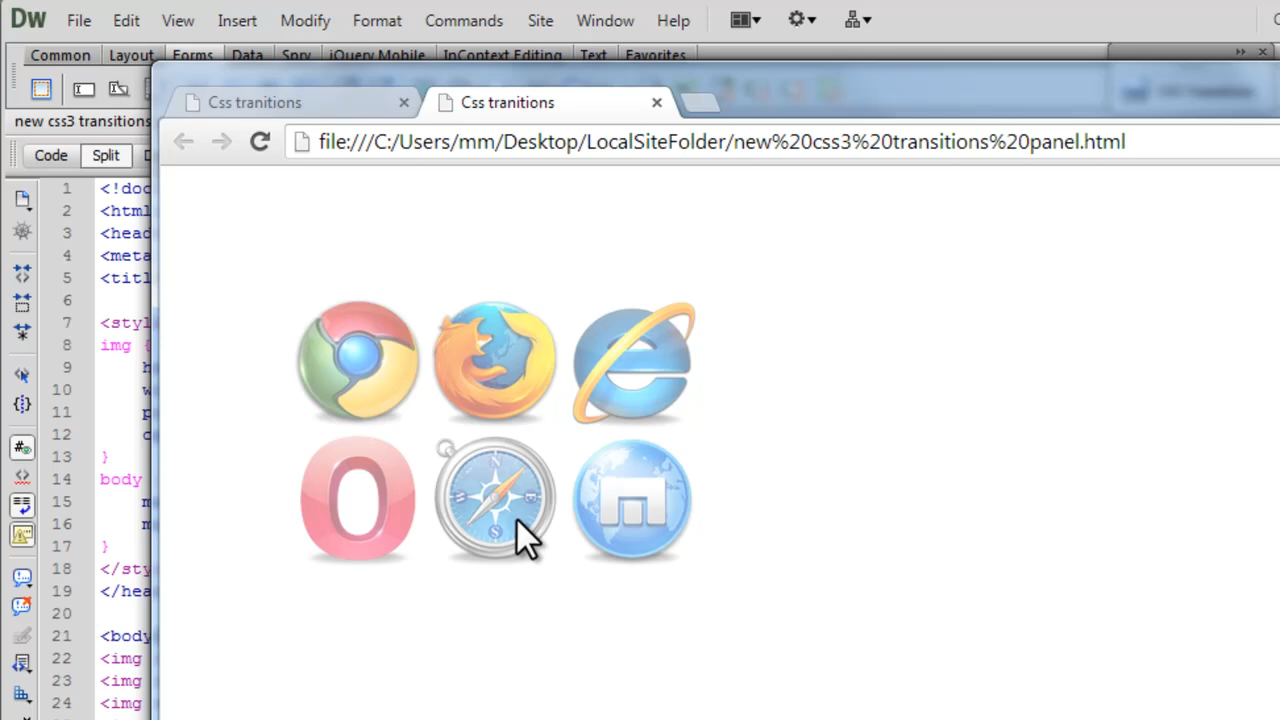 Dw File Edit View Insert Modify Format Commands Site Window Help
Common Layout Forms Data Spry jQuery Mobile InContext Editing Text Favorites
Css tranitions Css tranitions
new css3 transitions
file:///C:/Users/mm/Desktop/LocalSiteFolder/new%20css3%20transitions%20panel.html
Code Split D
1 <!doc
2 <html
3 <head
4 <meta
5 <titl
6
7 <styl
8 img {
9 h
10 w
11 p
12 o
13 }
14 body
15 m
16 m
17 }
18 </sty
19 </hea
20
21 <body
22 <img
23 <img
24 <img